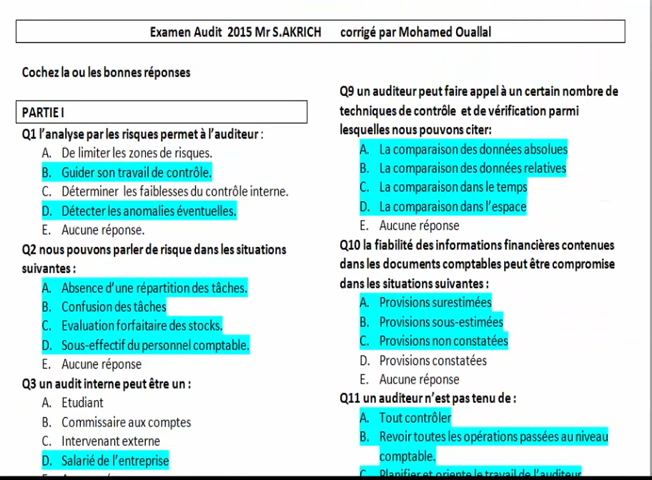 Examen Audit 2015 Mr S.AKRICH corrigé par Mohamed Ouallal
Cochez la ou les bonnes réponses
PARTIE I
Q1 l'analyse par les risques permet à l'auditeur :
A. De limiter les zones de risques.
B. Guider son travail de contrôle.
C. Déterminer les faiblesses du contrôle interne.
D. Détecter les anomalies éventuelles.
E. Aucune réponse.
Q2 nous pouvons parler de risque dans les situations
suivantes :
A. Absence d'une répartition des tâches.
B. Confusion des tâches
C. Evaluation forfaitaire des stocks.
D. Sous-effectif du personnel comptable.
E. Aucune réponse
Q3 un audit interne peut être un :
A. Etudiant
B. Commissaire aux comptes
C. Intervenant externe
D. Salarié de l'entreprise
Q9 un auditeur peut faire appel à un certain nombre de
techniques de contrôle et de vérification parmi
lesquelles nous pouvons citer:
A. La comparaison des données absolues
B. La comparaison des données relatives
C. La comparaison dans le temps
D. La comparaison dans l'espace
E. Aucune réponse
Q10 la fiabilité des informations financières contenues
dans les documents comptables peut être compromise
dans les situations suivantes :
A. Provisions surestimées
B. Provisions sous-estimées
C. Provisions non constatées
D. Provisions constatées
E. Aucune réponse
Q11 un auditeur n'est pas tenu de :
A. Tout contrôler
B. Revoir toutes les opérations passées au niveau
comptable.
C. Planifier et oriente le travail de l'auditeur